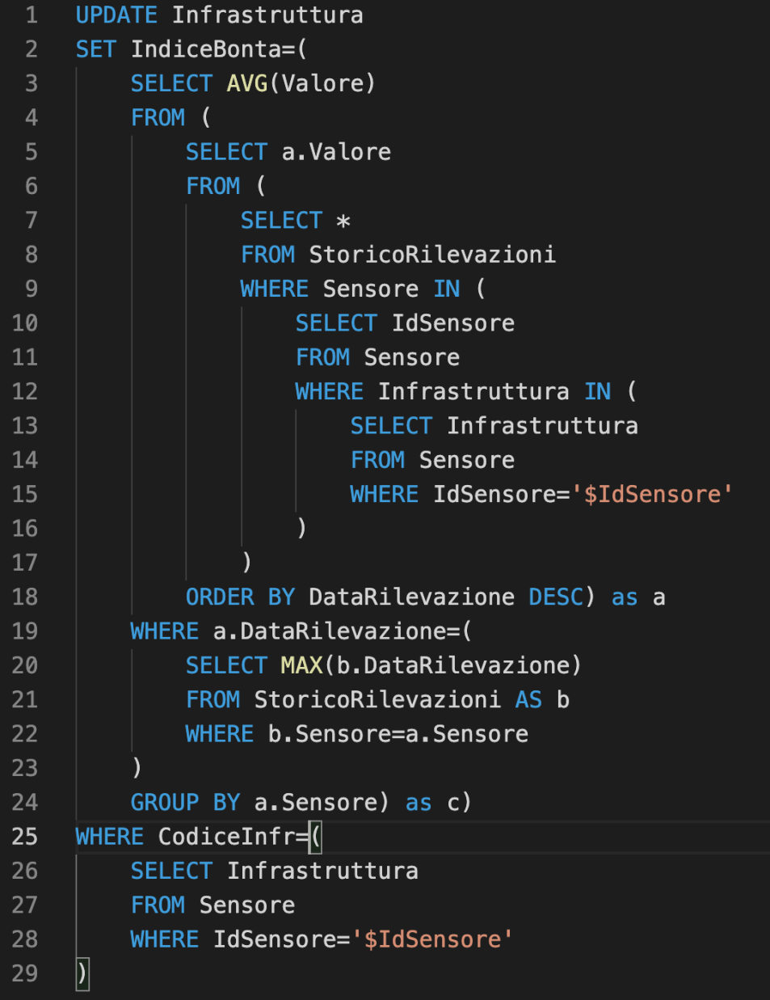 1 UPDATE Infrastruttura
2 SET IndiceBonta=(
3 SELECT AVG(Valore)
4 FROM (
5 SELECT a.Valore
6 FROM (
7 SELECT *
8 FROM StoricoRilevazioni
9 WHERE Sensore IN (
10 SELECT IdSensore
11 FROM Sensore
12 WHERE Infrastruttura IN (
13 SELECT Infrastruttura
14 FROM Sensore
15 WHERE IdSensore='$IdSensore'
16 )
17 )
18 ORDER BY DataRilevazione DESC) as a
19 WHERE a.DataRilevazione=(
20 SELECT MAX(b.DataRilevazione)
21 FROM StoricoRilevazioni AS b
22 WHERE b.Sensore=a.Sensore
23 )
24 GROUP BY a.Sensore) as c)
25 WHERE CodiceInfr=(
26 SELECT Infrastruttura
27 FROM Sensore
28 WHERE IdSensore='$IdSensore'
29 )